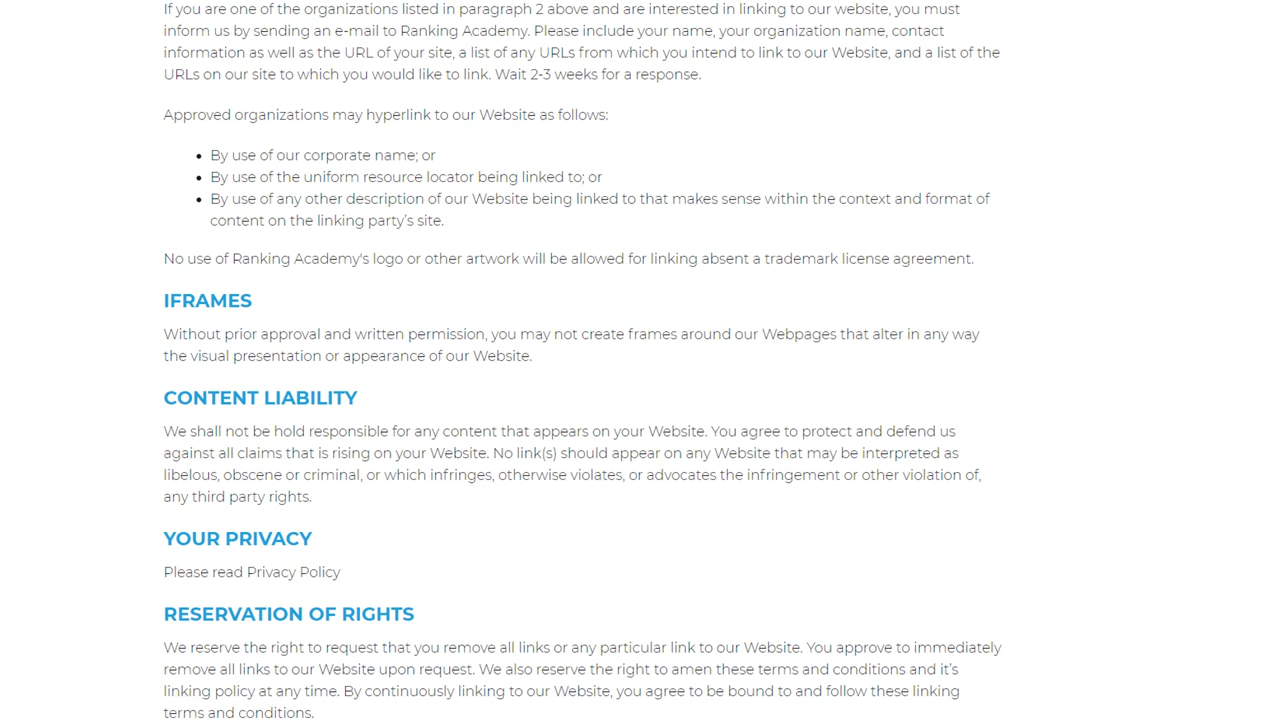 If you are one of the organizations listed in paragraph 2 above and are interested in linking to our website, you must
inform us by sending an e-mail to Ranking Academy. Please include your name, your organization name, contact
information as well as the URL of your site, a list of any URLs from which you intend to link to our Website, and a list of the
URLs on our site to which you would like to link. Wait 2-3 weeks for a response.
Approved organizations may hyperlink to our Website as follows:
• By use of our corporate name; or
• By use of the uniform resource locator being linked to; or
• By use of any other description of our Website being linked to that makes sense within the context and format of
content on the linking party’s site.
No use of Ranking Academy's logo or other artwork will be allowed for linking absent a trademark license agreement.
IFRAMES
Without prior approval and written permission, you may not create frames around our Webpages that alter in any way
the visual presentation or appearance of our Website.
CONTENT LIABILITY
We shall not be hold responsible for any content that appears on your Website. You agree to protect and defend us
against all claims that is rising on your Website. No link(s) should appear on any Website that may be interpreted as
libelous, obscene or criminal, or which infringes, otherwise violates, or advocates the infringement or other violation of,
any third party rights.
YOUR PRIVACY
Please read Privacy Policy
RESERVATION OF RIGHTS
We reserve the right to request that you remove all links or any particular link to our Website. You approve to immediately
remove all links to our Website upon request. We also reserve the right to amen these terms and conditions and it’s
linking policy at any time. By continuously linking to our Website, you agree to be bound to and follow these linking
terms and conditions.